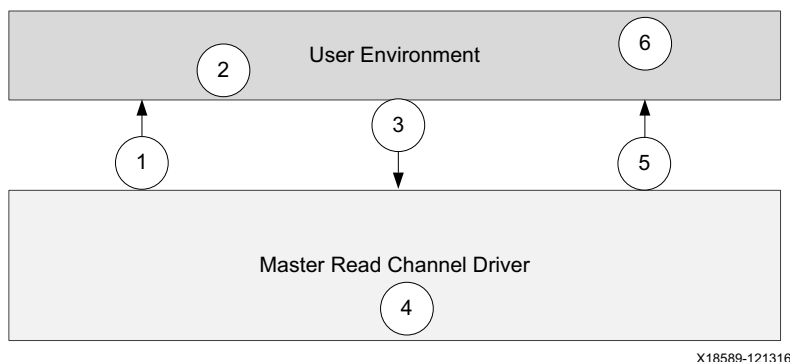 User Environment
6
2
3
1
5
Master Read Channel Driver
4
X18589-121316